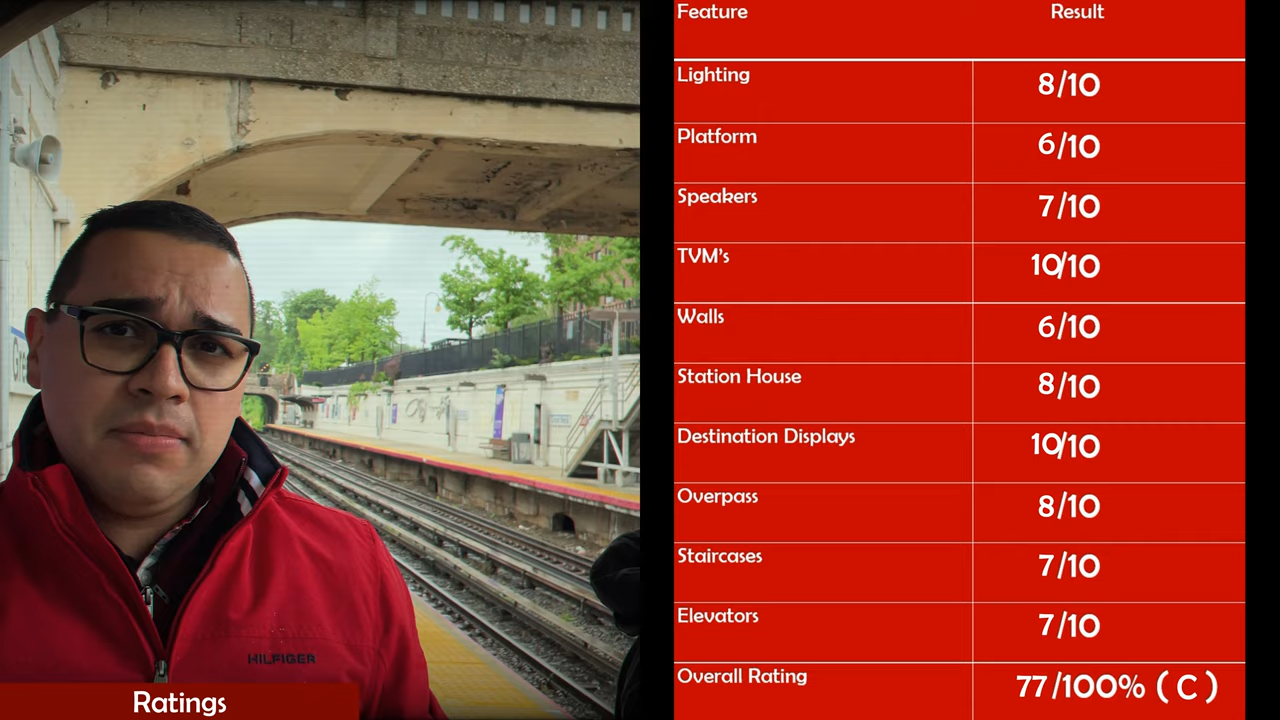 Gre
HILFIGER
Ratings
Feature Result
Lighting 8/10
Platform 6/10
Speakers 7/10
TVM's 10/10
Walls 6/10
Station House 8/10
Destination Displays 10/10
Overpass 8/10
Staircases 7/10
Elevators 7/10
Overall Rating 77/100% ( C )